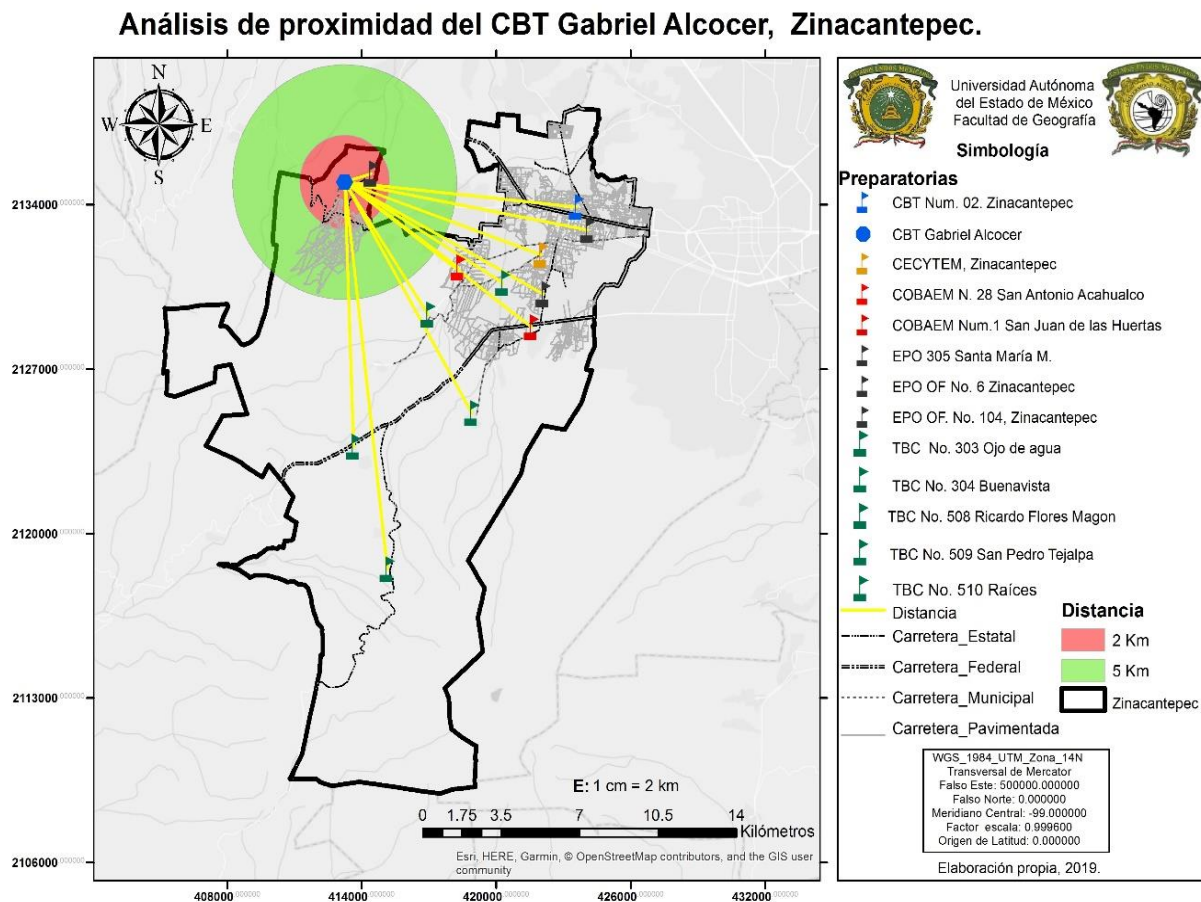 Análisis de proximidad del CBT Gabriel Alcocer, Zinacantepec.
N
W
E
S
2134000
2127000
2120000
2113000
2106000
408000
414000
420000
426000
432000
E: 1 cm = 2 km
0 1.75 3.5 7 10.5 14
Kilómetros
Esri, HERE, Garmin, © OpenStreetMap contributors, and the GIS user
community
Universidad Autónoma
del Estado de México
Facultad de Geografía
Simbología
Preparatorias
CBT Num. 02. Zinacantepec
CBT Gabriel Alcocer
CECYTEM, Zinacantepec
COBAEM N. 28 San Antonio Acahualco
COBAEM Num.1 San Juan de las Huertas
EPO 305 Santa María M.
EPO OF No. 6 Zinacantepec
EPO OF. No. 104, Zinacantepec
TBC No. 303 Ojo de agua
TBC No. 304 Buenavista
TBC No. 508 Ricardo Flores Magon
TBC No. 509 San Pedro Tejalpa
TBC No. 510 Raíces
Distancia
Carretera_Estatal
Carretera_Federal
Carretera_Municipal
Carretera_Pavimentada
Distancia
2 Km
5 Km
Zinacantepec
WGS_1984_UTM_Zona_14N
Transversal de Mercator
Falso Este: 500000.000000
Falso Norte: 0.000000
Meridiano Central: -99.000000
Factor escala: 0.999600
Origen de Latitud: 0.000000
Elaboración propia, 2019.